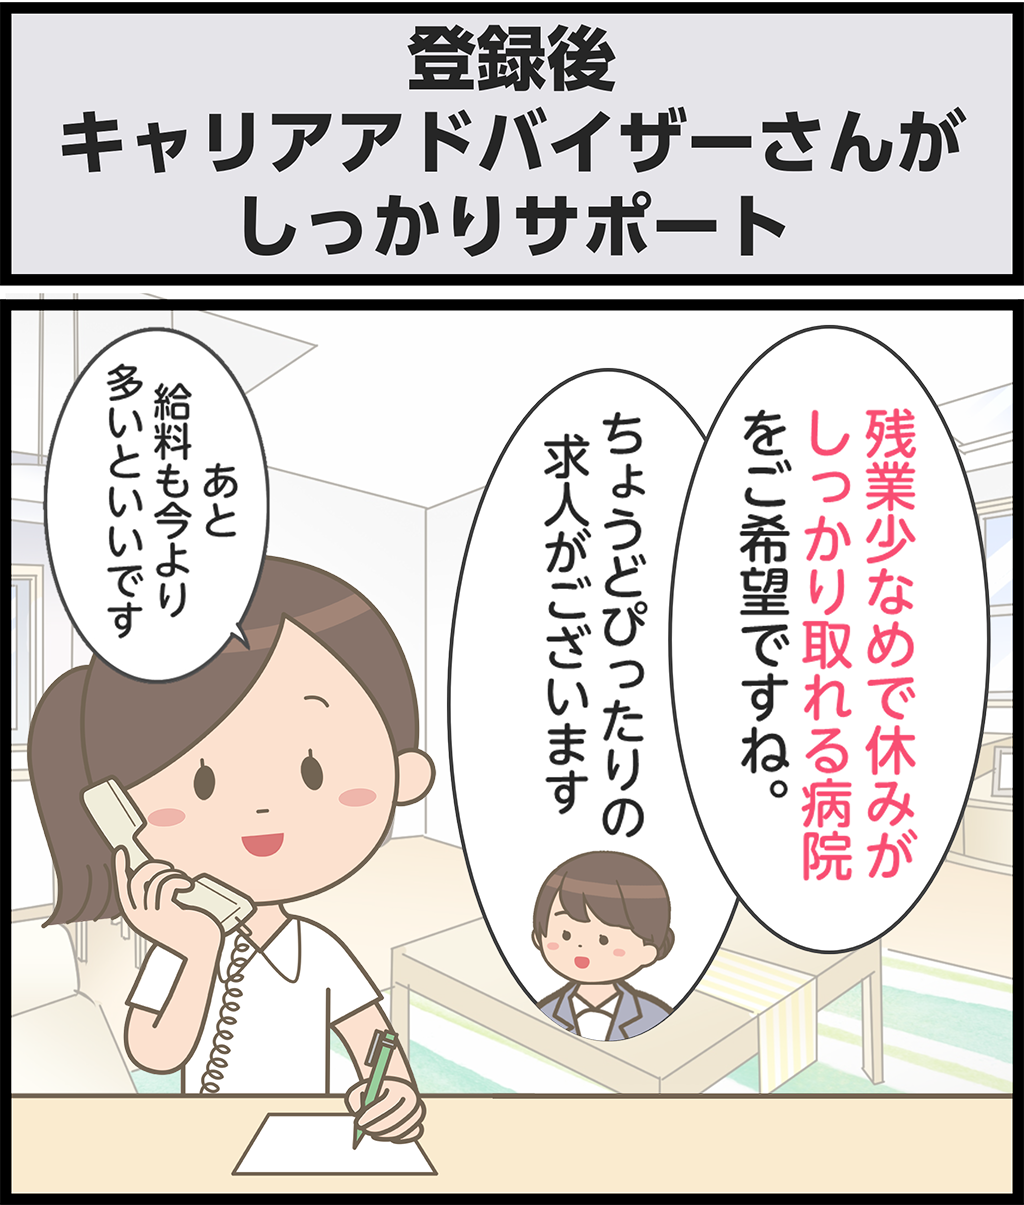 登録後
キャリアアドバイザーさんが
しっかりサポート
残業少なめで休みが
しっかり取れる病院
をご希望ですね。
ちょうどぴったりの
求人がございます
あと
給料も今より
多いといいです